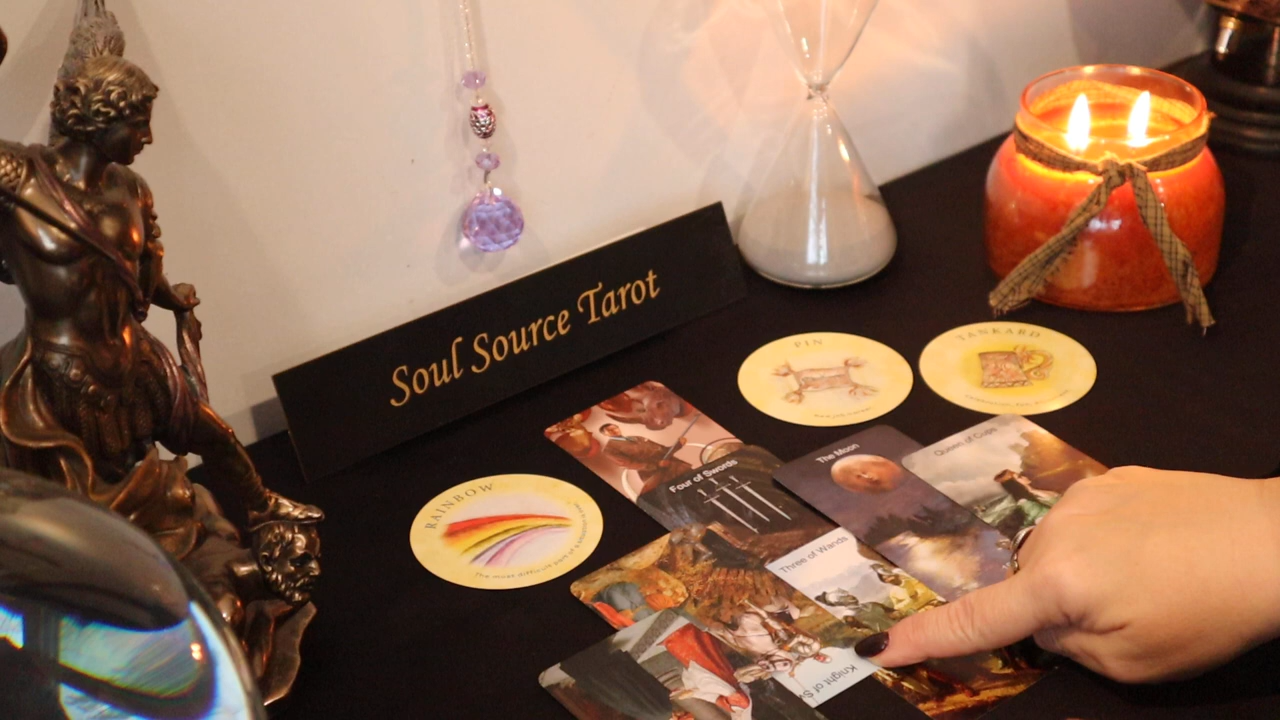 Soul Source Tarot
PIN
TANKARD
RAINBOW
Four of Swords
The Moon
Queen of Cups
Three of Wands
Knight of Sw